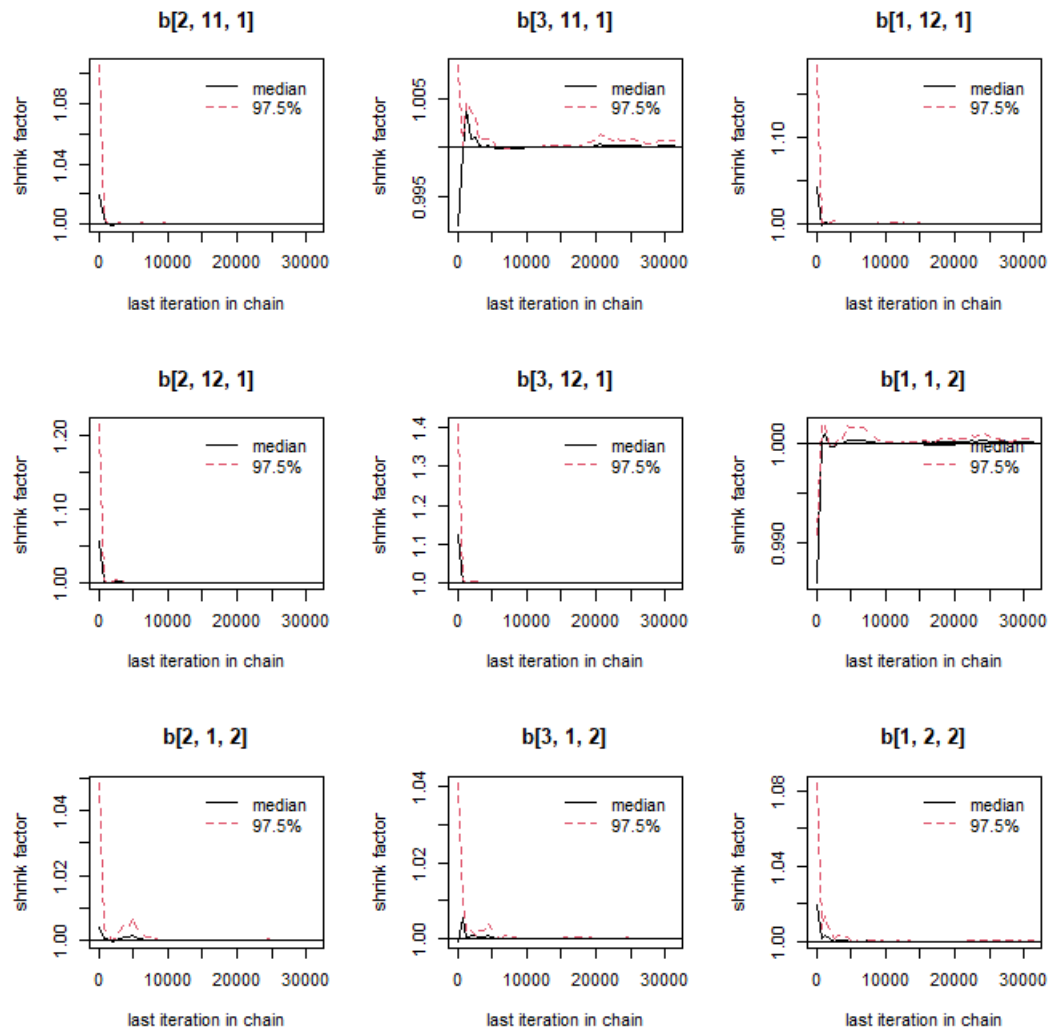 b[2, 11, 1]
shrink factor
1.00 1.04 1.08
median
97.5%
0 10000 20000 30000
last iteration in chain
b[3, 11, 1]
shrink factor
0.995 1.005
median
97.5%
0 10000 20000 30000
last iteration in chain
b[1, 12, 1]
shrink factor
1.00 1.10
median
97.5%
0 10000 20000 30000
last iteration in chain
b[2, 12, 1]
shrink factor
1.00 1.10 1.20
median
97.5%
0 10000 20000 30000
last iteration in chain
b[3, 12, 1]
shrink factor
1.0 1.1 1.2 1.3 1.4
median
97.5%
0 10000 20000 30000
last iteration in chain
b[1, 1, 2]
shrink factor
0.990 1.000
median
97.5%
0 10000 20000 30000
last iteration in chain
b[2, 1, 2]
shrink factor
1.00 1.02 1.04
median
97.5%
0 10000 20000 30000
last iteration in chain
b[3, 1, 2]
shrink factor
1.00 1.02 1.04
median
97.5%
0 10000 20000 30000
last iteration in chain
b[1, 2, 2]
shrink factor
1.00 1.04 1.08
median
97.5%
0 10000 20000 30000
last iteration in chain